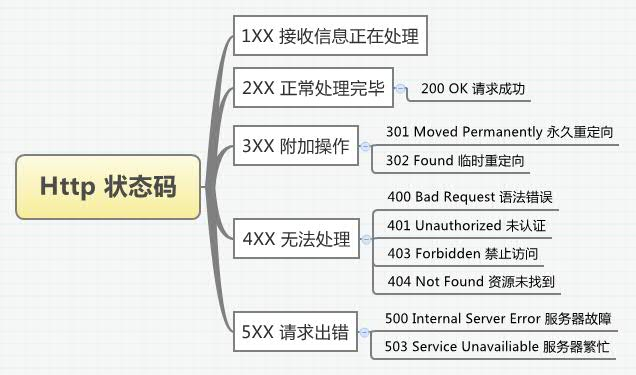 Http 状态码
1XX 接收信息正在处理
2XX 正常处理完毕
200 OK 请求成功
3XX 附加操作
301 Moved Permanently 永久重定向
302 Found 临时重定向
4XX 无法处理
400 Bad Request 语法错误
401 Unauthorized 未认证
403 Forbidden 禁止访问
404 Not Found 资源未找到
5XX 请求出错
500 Internal Server Error 服务器故障
503 Service Unavailiable 服务器繁忙